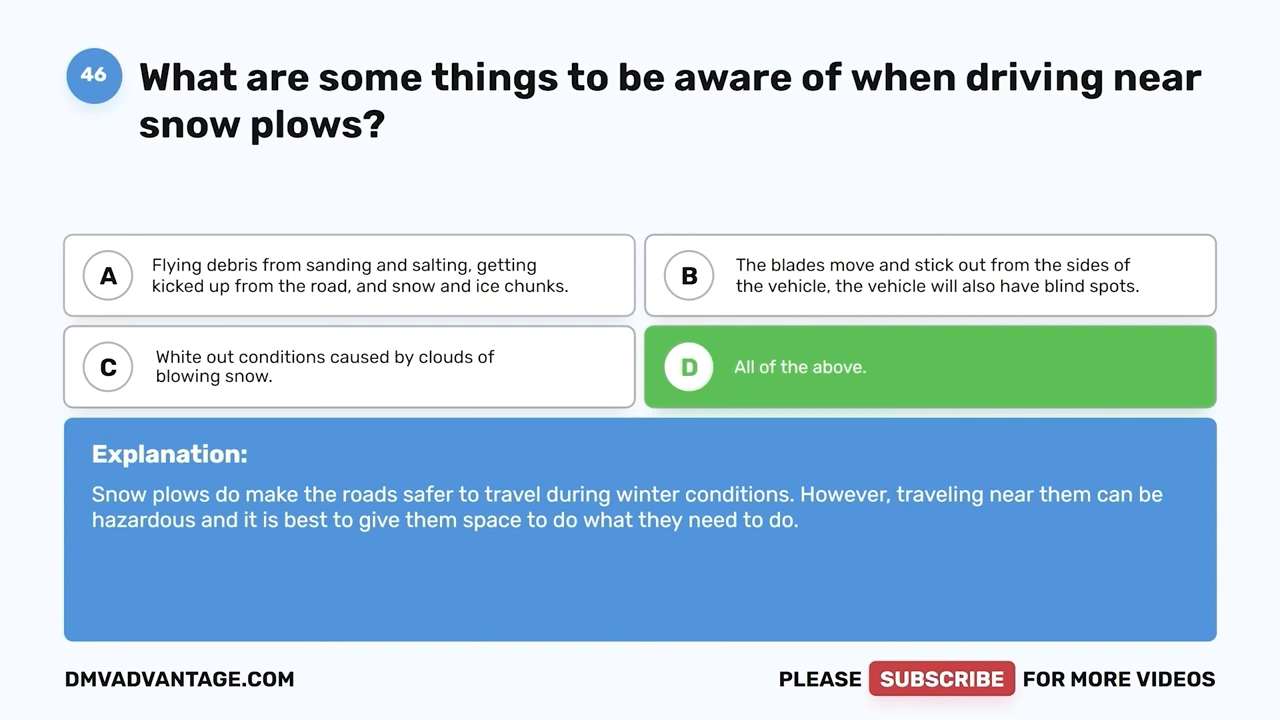 46
What are some things to be aware of when driving near
snow plows?
A
Flying debris from sanding and salting, getting
kicked up from the road, and snow and ice chunks.
B
The blades move and stick out from the sides of
the vehicle, the vehicle will also have blind spots.
C
White out conditions caused by clouds of
blowing snow.
D
All of the above.
Explanation:
Snow plows do make the roads safer to travel during winter conditions. However, traveling near them can be
hazardous and it is best to give them space to do what they need to do.
DMVADVANTAGE.COM
PLEASE SUBSCRIBE FOR MORE VIDEOS